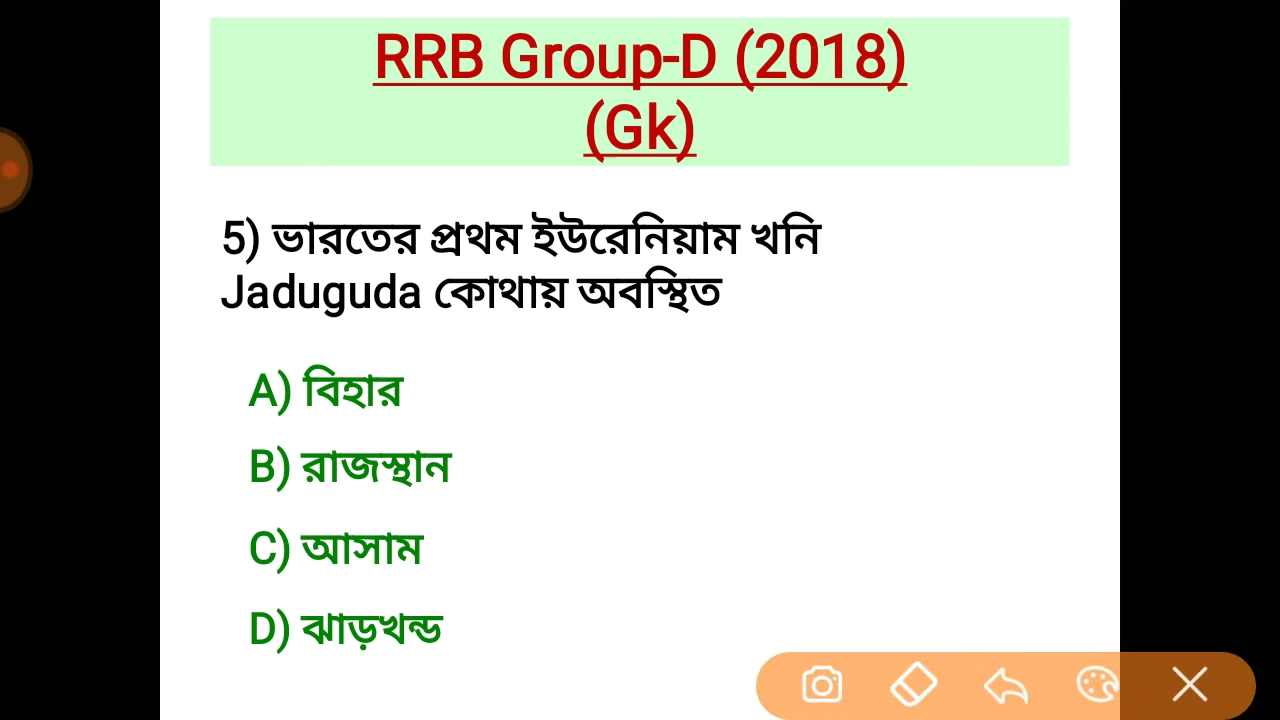 RRB Group-D (2018)
(Gk)
5) ভারতের প্রথম ইউরেনিয়াম খনি
Jaduguda কোথায় অবস্থিত
A) বিহার
B) রাজস্থান
C) আসাম
D) ঝাড়খন্ড